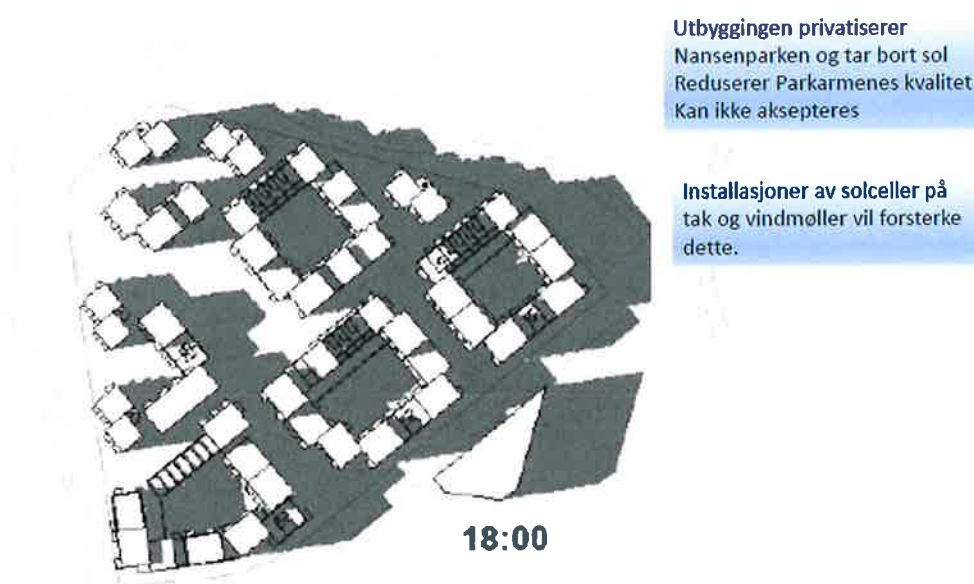 Utbyggingen privatiserer
Nansenparken og tar bort sol
Reduserer Parkarmenes kvalitet
Kan ikke aksepteres
Installasjoner av solceller på
tak og vindmøller vil forsterke
dette.
18:00